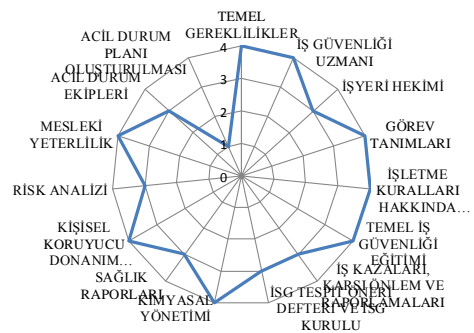 TEMEL
GEREKLİLİKLER
İŞ GÜVENLİĞİ
UZMANI
İŞYERİ HEKİMİ
GÖREV
TANIMLARI
İŞLETME
KURALLARI
HAKKINDA…
TEMEL İŞ
GÜVENLİĞİ
EĞİTİMİ
İŞ KAZALARI,
KARŞI ÖNLEM VE
RAPORLAMALARI
İSG TESPİT ÖNERİ
DEFTERİ VE İSG
KURULU
KİMYASAL
YÖNETİMİ
SAĞLIK
RAPORLARI
KİŞİSEL
KORUYUCU
DONANIM…
RİSK ANALİZİ
MESLEKİ
YETERLİLİK
ACİL DURUM
EKİPLERİ
ACİL DURUM
PLANI
OLUŞTURULMASI
4
3
2
1
0